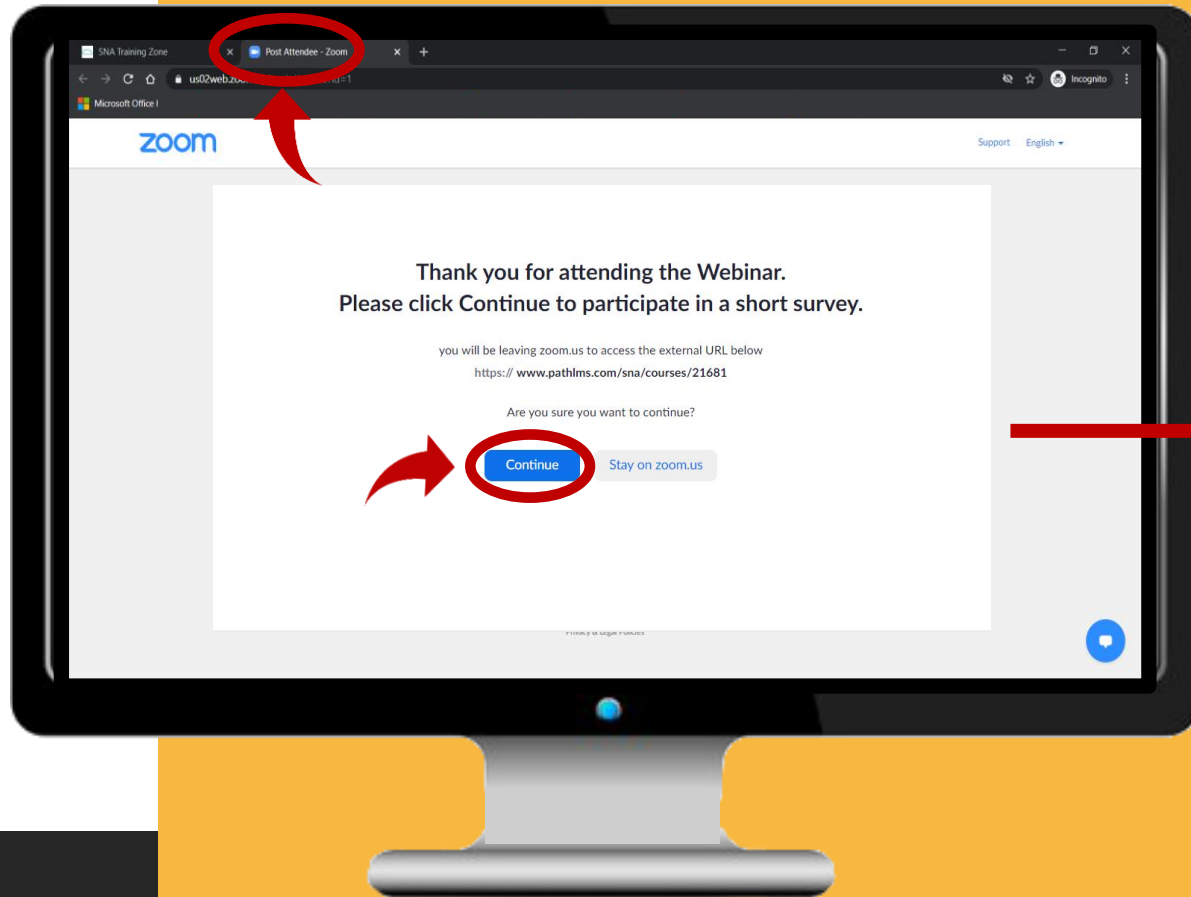 SNA Training Zone
Post Attendee - Zoom
Incognito
Microsoft Office I
zoom
Support English
Thank you for attending the Webinar.
Please click Continue to participate in a short survey.
you will be leaving zoom.us to access the external URL below
https:// www.pathlms.com/sna/courses/21681
Are you sure you want to continue?
Continue Stay on zoom.us
Privacy & Legal Policies